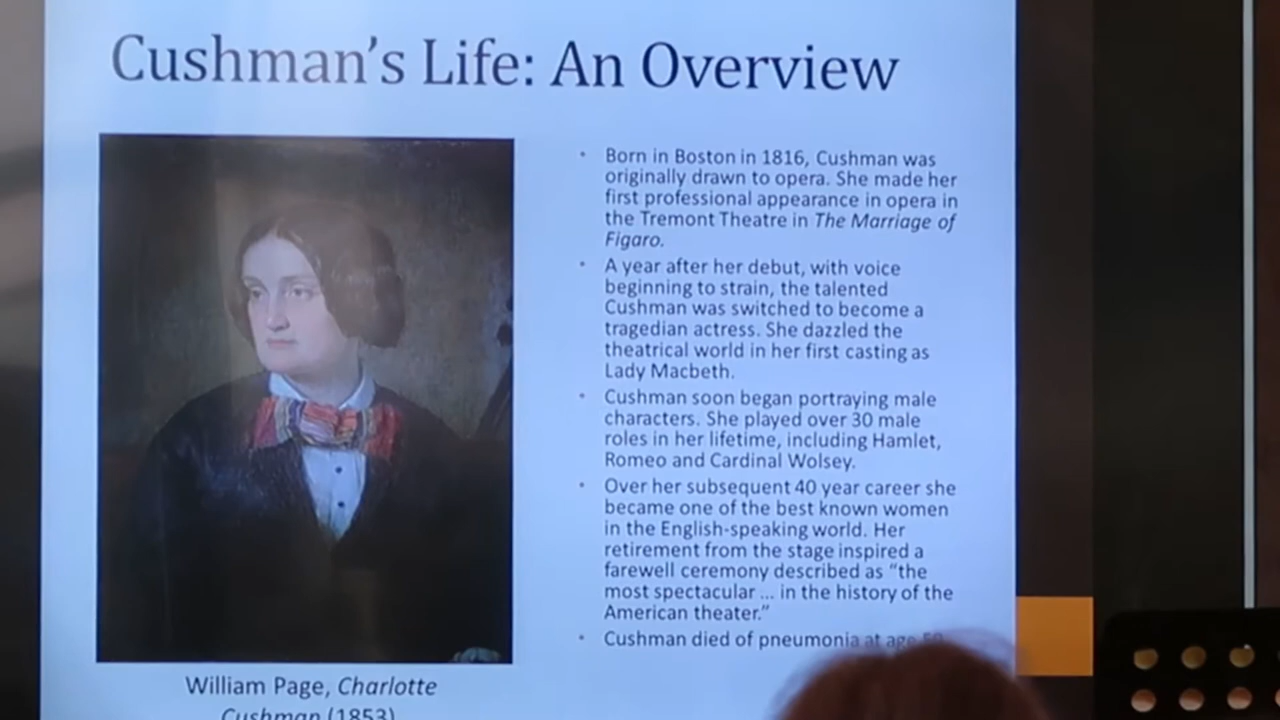 Cushman's Life: An Overview
Born in Boston in 1816, Cushman was
originally drawn to opera. She made her
first professional appearance in opera in
the Tremont Theatre in The Marriage of
Figaro.
A year after her debut, with voice
beginning to strain, the talented
Cushman was switched to become a
tragedian actress. She dazzled the
theatrical world in her first casting as
Lady Macbeth.
Cushman soon began portraying male
characters. She played over 30 male
roles in her lifetime, including Hamlet,
Romeo and Cardinal Wolsey.
Over her subsequent 40 year career she
became one of the best known women
in the English-speaking world. Her
retirement from the stage inspired a
farewell ceremony described as "the
most spectacular ... in the history of the
American theater."
Cushman died of pneumonia at age
William Page, Charlotte
Cushman (1853)